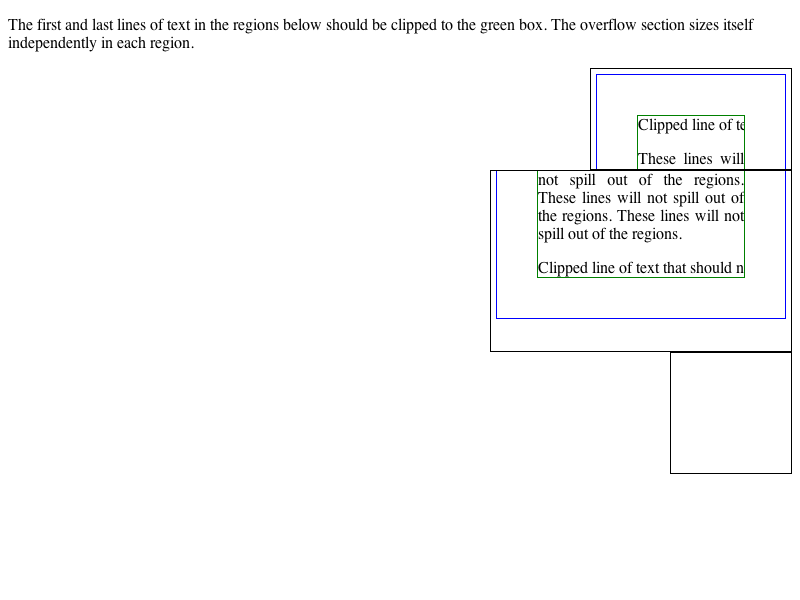 The first and last lines of text in the regions below should be clipped to the green box. The overflow section sizes itself
independently in each region.
Clipped line of te
These lines will
not spill out of the regions.
These lines will not spill out of
the regions. These lines will not
spill out of the regions.
Clipped line of text that should n